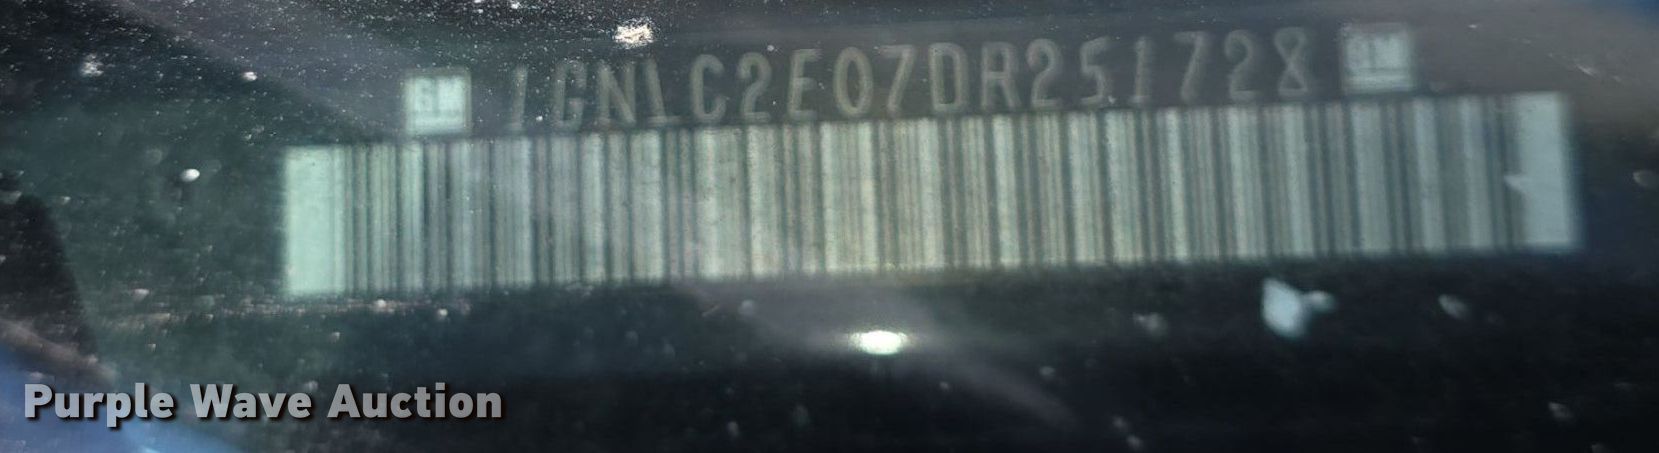 GM 1GNLC2E07DR251728 GM
Purple Wave Auction